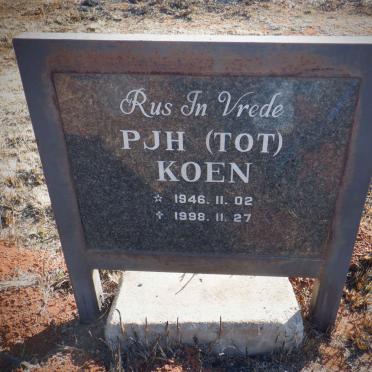 Rus In Vrede
PJH (TOT)
KOEN
☆ 1946. 11. 02
✝ 1998. 11. 27